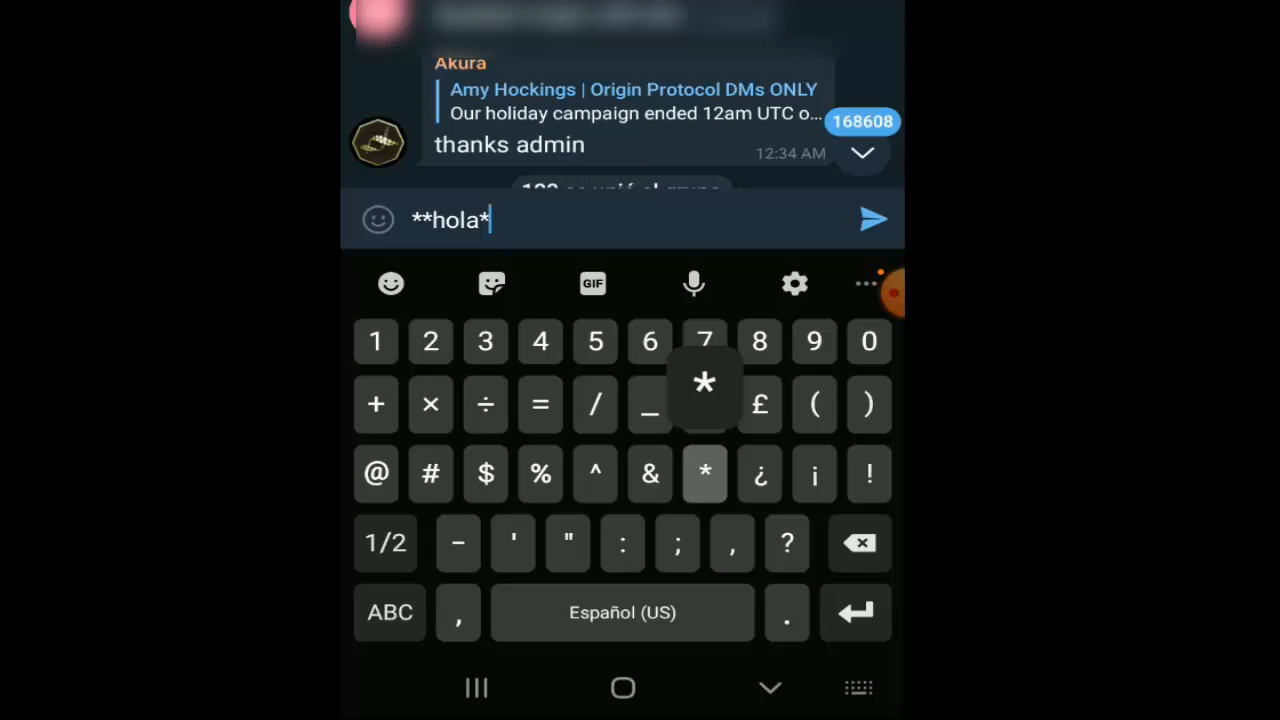 Akura
Amy Hockings | Origin Protocol DMs ONLY
Our holiday campaign ended 12am UTC o...
168608
thanks admin
12:34 AM
**hola*
GIF
1 2 3 4 5 6 7 8 9 0
*
+ × ÷ = / _ £ ( )
@ # $ % ^ & * ¿ ¡ !
1/2 - ' " : ; , ? 
ABC , Español (US) .